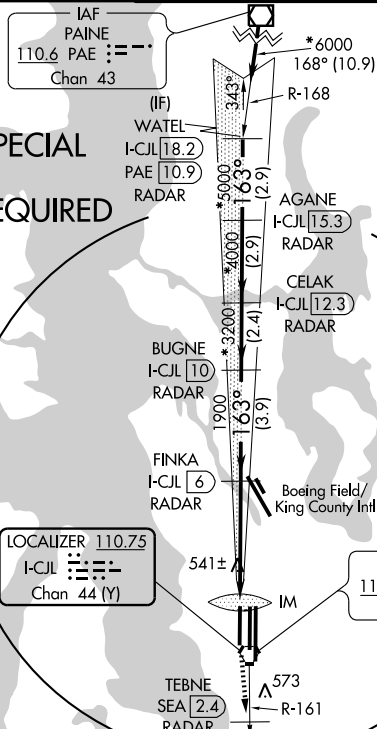 IAF
PAINE
110.6 PAE
Chan 43
*6000
168° (10.9)
R-168
343°
(IF)
WATEL
I-CJL 18.2
PAE 10.9
RADAR
PECIAL
EQUIRED
*5000
163°
(2.9)
AGANE
I-CJL 15.3
RADAR
*4000
(2.9)
CELAK
I-CJL 12.3
RADAR
*3200
(2.4)
BUGNE
I-CJL 10
RADAR
1900
163°
(3.9)
FINKA
I-CJL 6
RADAR
Boeing Field/
King County Intl
LOCALIZER 110.75
I-CJL
Chan 44 (Y)
541±
IM
11
TEBNE
SEA 2.4
RADAR
573
R-161